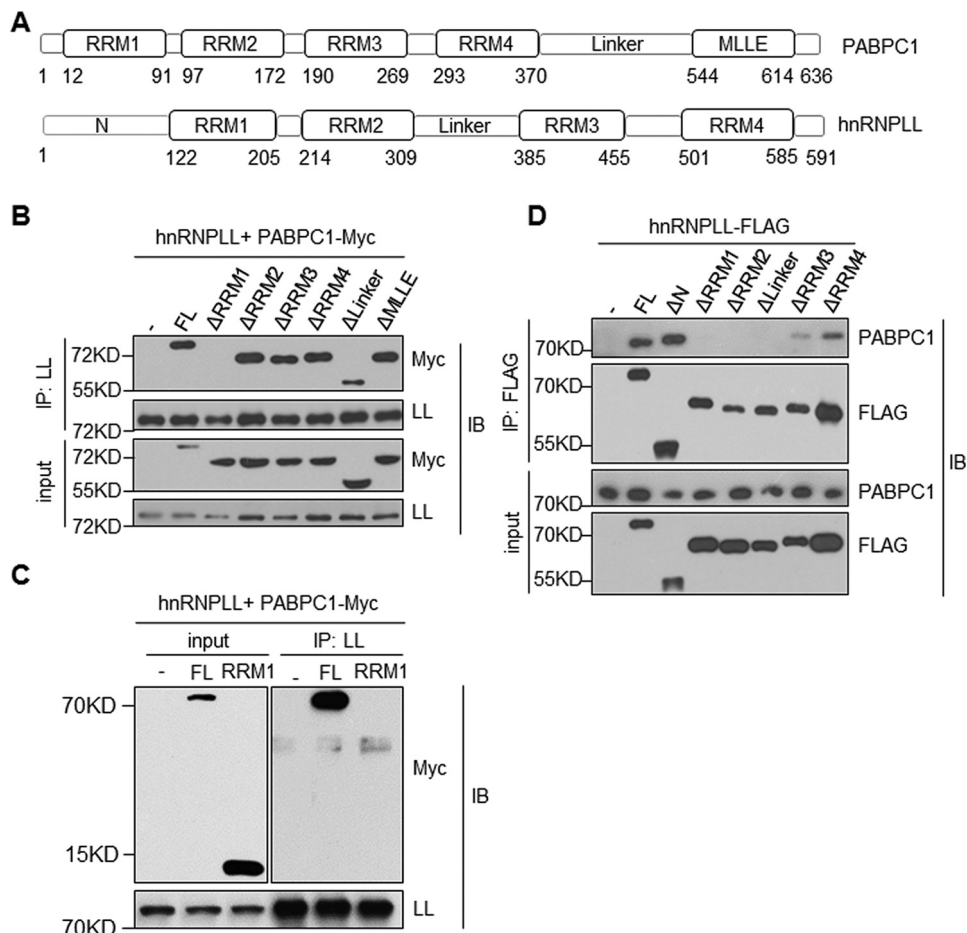 A
RRM1 RRM2 RRM3 RRM4 Linker MLLE PABPC1
1 12 91 97 172 190 269 293 370 544 614 636
N RRM1 RRM2 Linker RRM3 RRM4 hnRNPLL
1 122 205 214 309 385 455 501 585 591
B
hnRNPLL+ PABPC1-Myc
- FL ΔRRM1 ΔRRM2 ΔRRM3 ΔRRM4 ΔLinker ΔMLLE
IP: LL
72KD Myc
55KD
LL
72KD
input
72KD Myc
55KD
LL
72KD
IB
C
hnRNPLL+ PABPC1-Myc
input IP: LL
- FL RRM1 - FL RRM1
70KD
Myc
15KD
LL
70KD
IB
D
hnRNPLL-FLAG
- FL ΔN ΔRRM1 ΔRRM2 ΔLinker ΔRRM3 ΔRRM4
IP: FLAG
PABPC1
70KD
70KD
FLAG
55KD
input
PABPC1
70KD
70KD
FLAG
55KD
IB